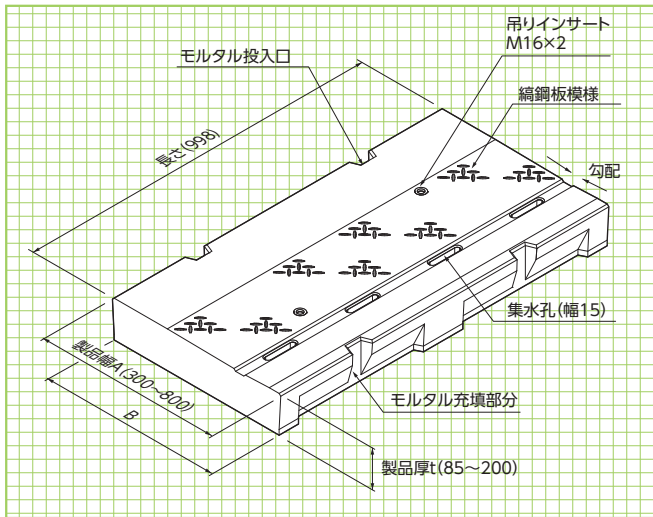 吊りインサート
M16×2
モルタル投入口
縞鋼板模様
長さ(998)
勾配
集水孔(幅15)
製品幅A(300～800)
B
モルタル充填部分
製品厚t(85～200)